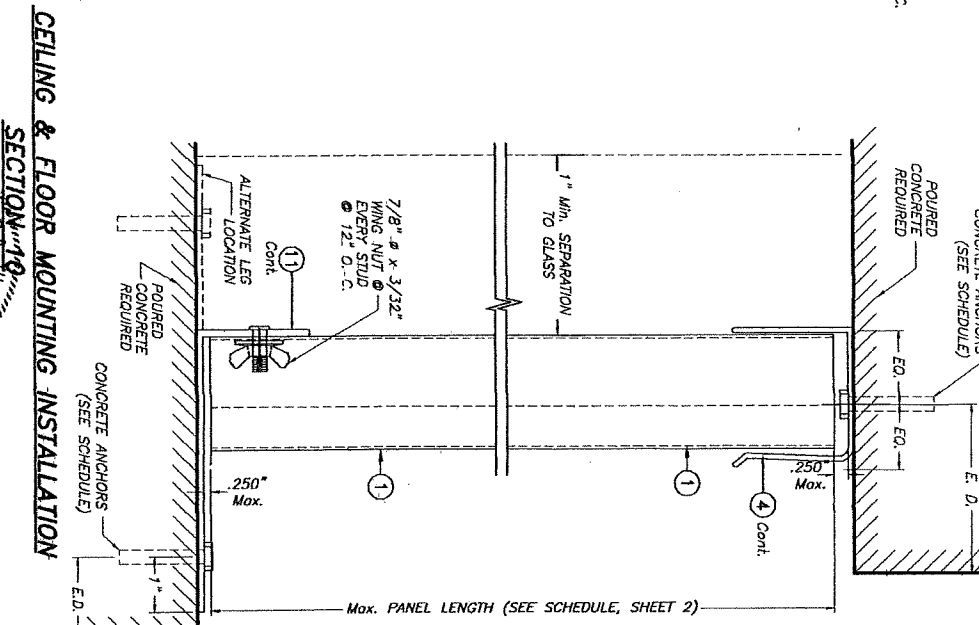 CONCRETE ANCHORS
(SEE SCHEDULE)
POURED
CONCRETE
REQUIRED
E. D.
EQ.
EQ.
1" Min. SEPARATION
TO GLASS
.250"
Max.
4 Cont.
1
1
7/8" ø x 3/32"
WING NUT @
EVERY STUD
@ 12" O.-C.
11
Cont.
ALTERNATE LEG
LOCATION
POURED
CONCRETE
REQUIRED
.250"
Max.
CONCRETE ANCHORS
(SEE SCHEDULE)
1"
E.D.
Max. PANEL LENGTH (SEE SCHEDULE, SHEET 2)
CEILING & FLOOR MOUNTING INSTALLATION
SECTION 10